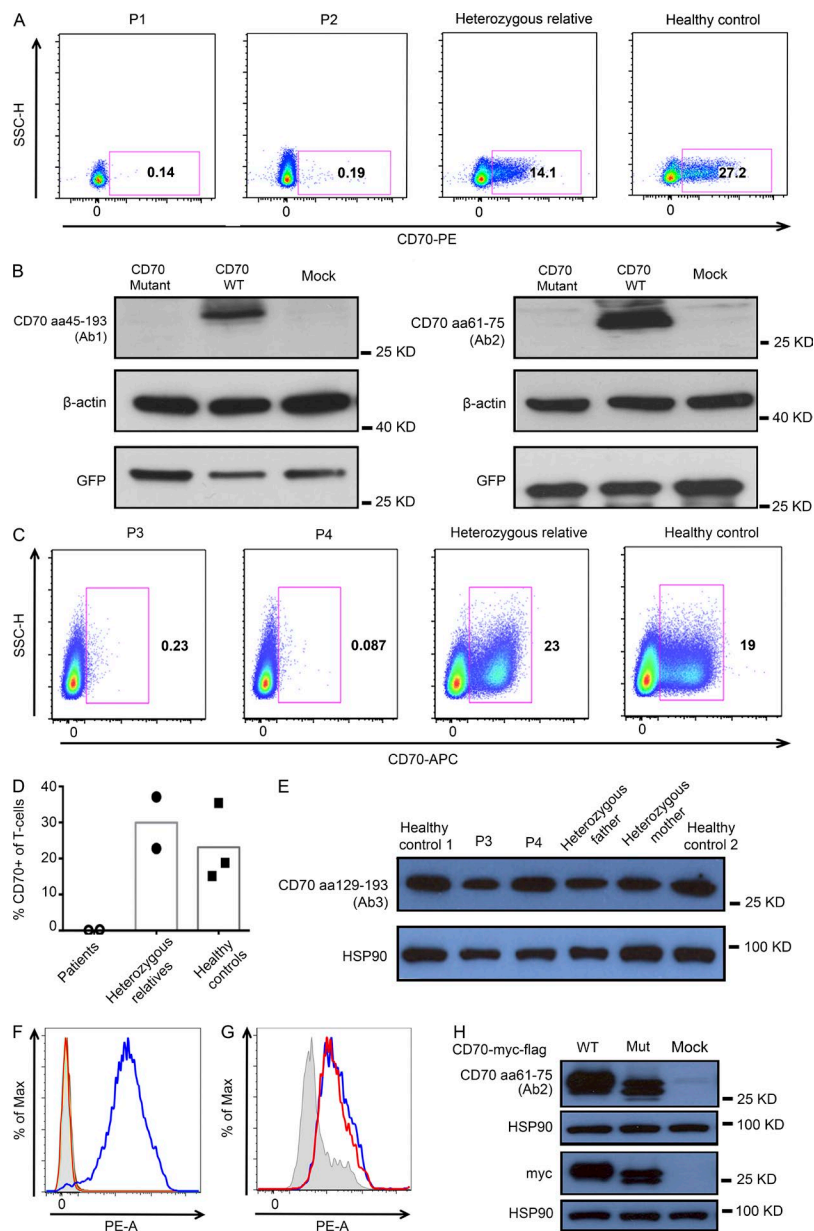 A
P1
P2
Heterozygous relative
Healthy control
SSC-H
0.14
0.19
14.1
27.2
0
0
0
0
CD70-PE
B
CD70 Mutant
CD70 WT
Mock
CD70 Mutant
CD70 WT
Mock
CD70 aa45-193
(Ab1)
25 KD
CD70 aa61-75
(Ab2)
25 KD
β-actin
40 KD
β-actin
40 KD
GFP
25 KD
GFP
25 KD
C
P3
P4
Heterozygous relative
Healthy control
SSC-H
0.23
0.087
23
19
0
0
0
0
CD70-APC
D
% CD70+ of T-cells
40
30
20
10
0
Patients
Heterozygous
relatives
Healthy
controls
E
Healthy
control 1
P3
P4
Heterozygous
father
Heterozygous
mother
Healthy
control 2
CD70 aa129-193
(Ab3)
25 KD
HSP90
100 KD
F
% of Max
0
PE-A
G
% of Max
0
PE-A
H
CD70-myc-flag
WT
Mut
Mock
CD70 aa61-75
(Ab2)
25 KD
HSP90
100 KD
myc
25 KD
HSP90
100 KD